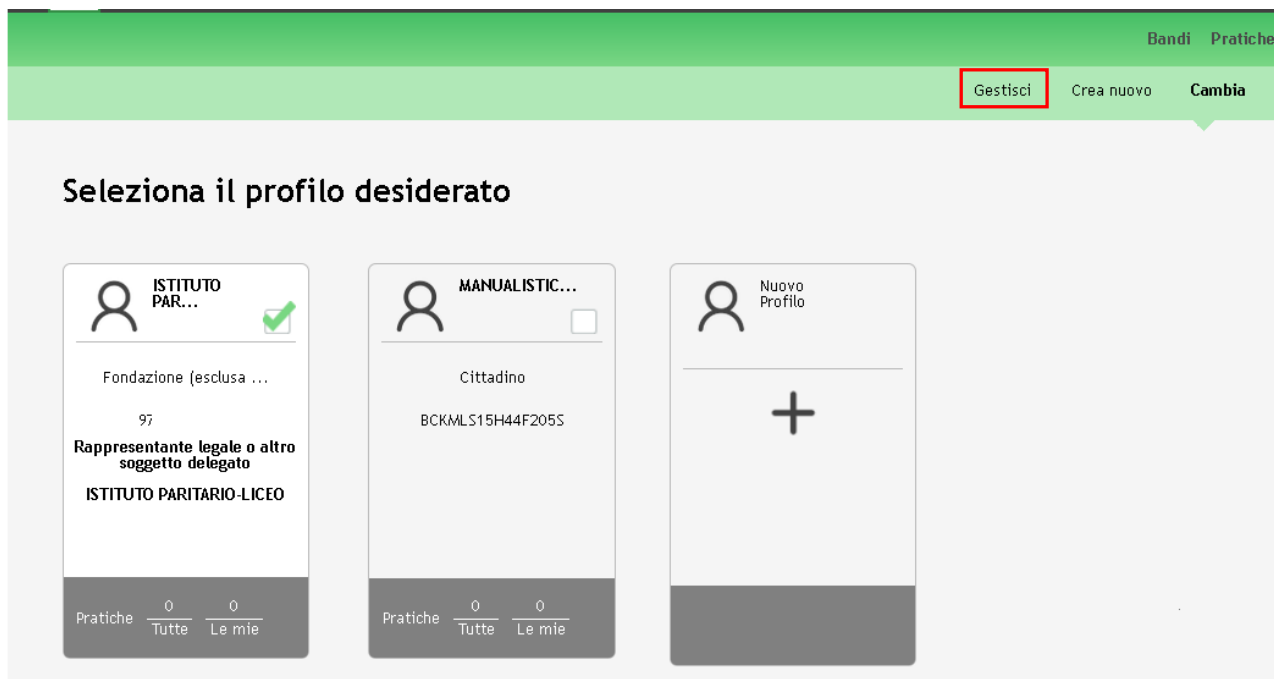 Bandi Pratiche
Gestisci Crea nuovo Cambia
Seleziona il profilo desiderato
ISTITUTO
PAR...
Fondazione (esclusa ...
97
Rappresentante legale o altro
soggetto delegato
ISTITUTO PARITARIO-LICEO
Pratiche 0 Tutte 0 Le mie
MANUALISTIC...
Cittadino
BCKMLS15H44F205S
Pratiche 0 Tutte 0 Le mie
Nuovo
Profilo